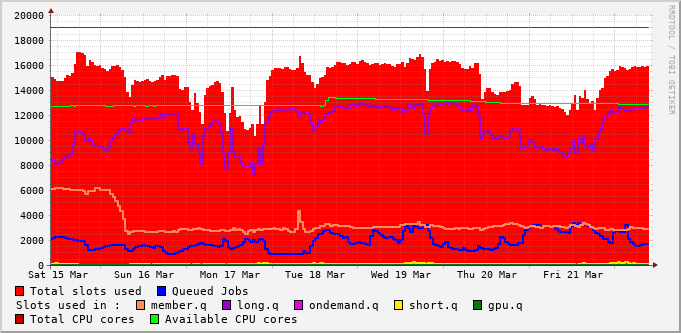 RRDTOOL / TOBI OETIKER
20000
18000
16000
14000
12000
10000
8000
6000
4000
2000
0
Sat 15 Mar Sun 16 Mar Mon 17 Mar Tue 18 Mar Wed 19 Mar Thu 20 Mar Fri 21 Mar
Total slots used Queued Jobs
Slots used in : member.q long.q ondemand.q short.q gpu.q
Total CPU cores Available CPU cores